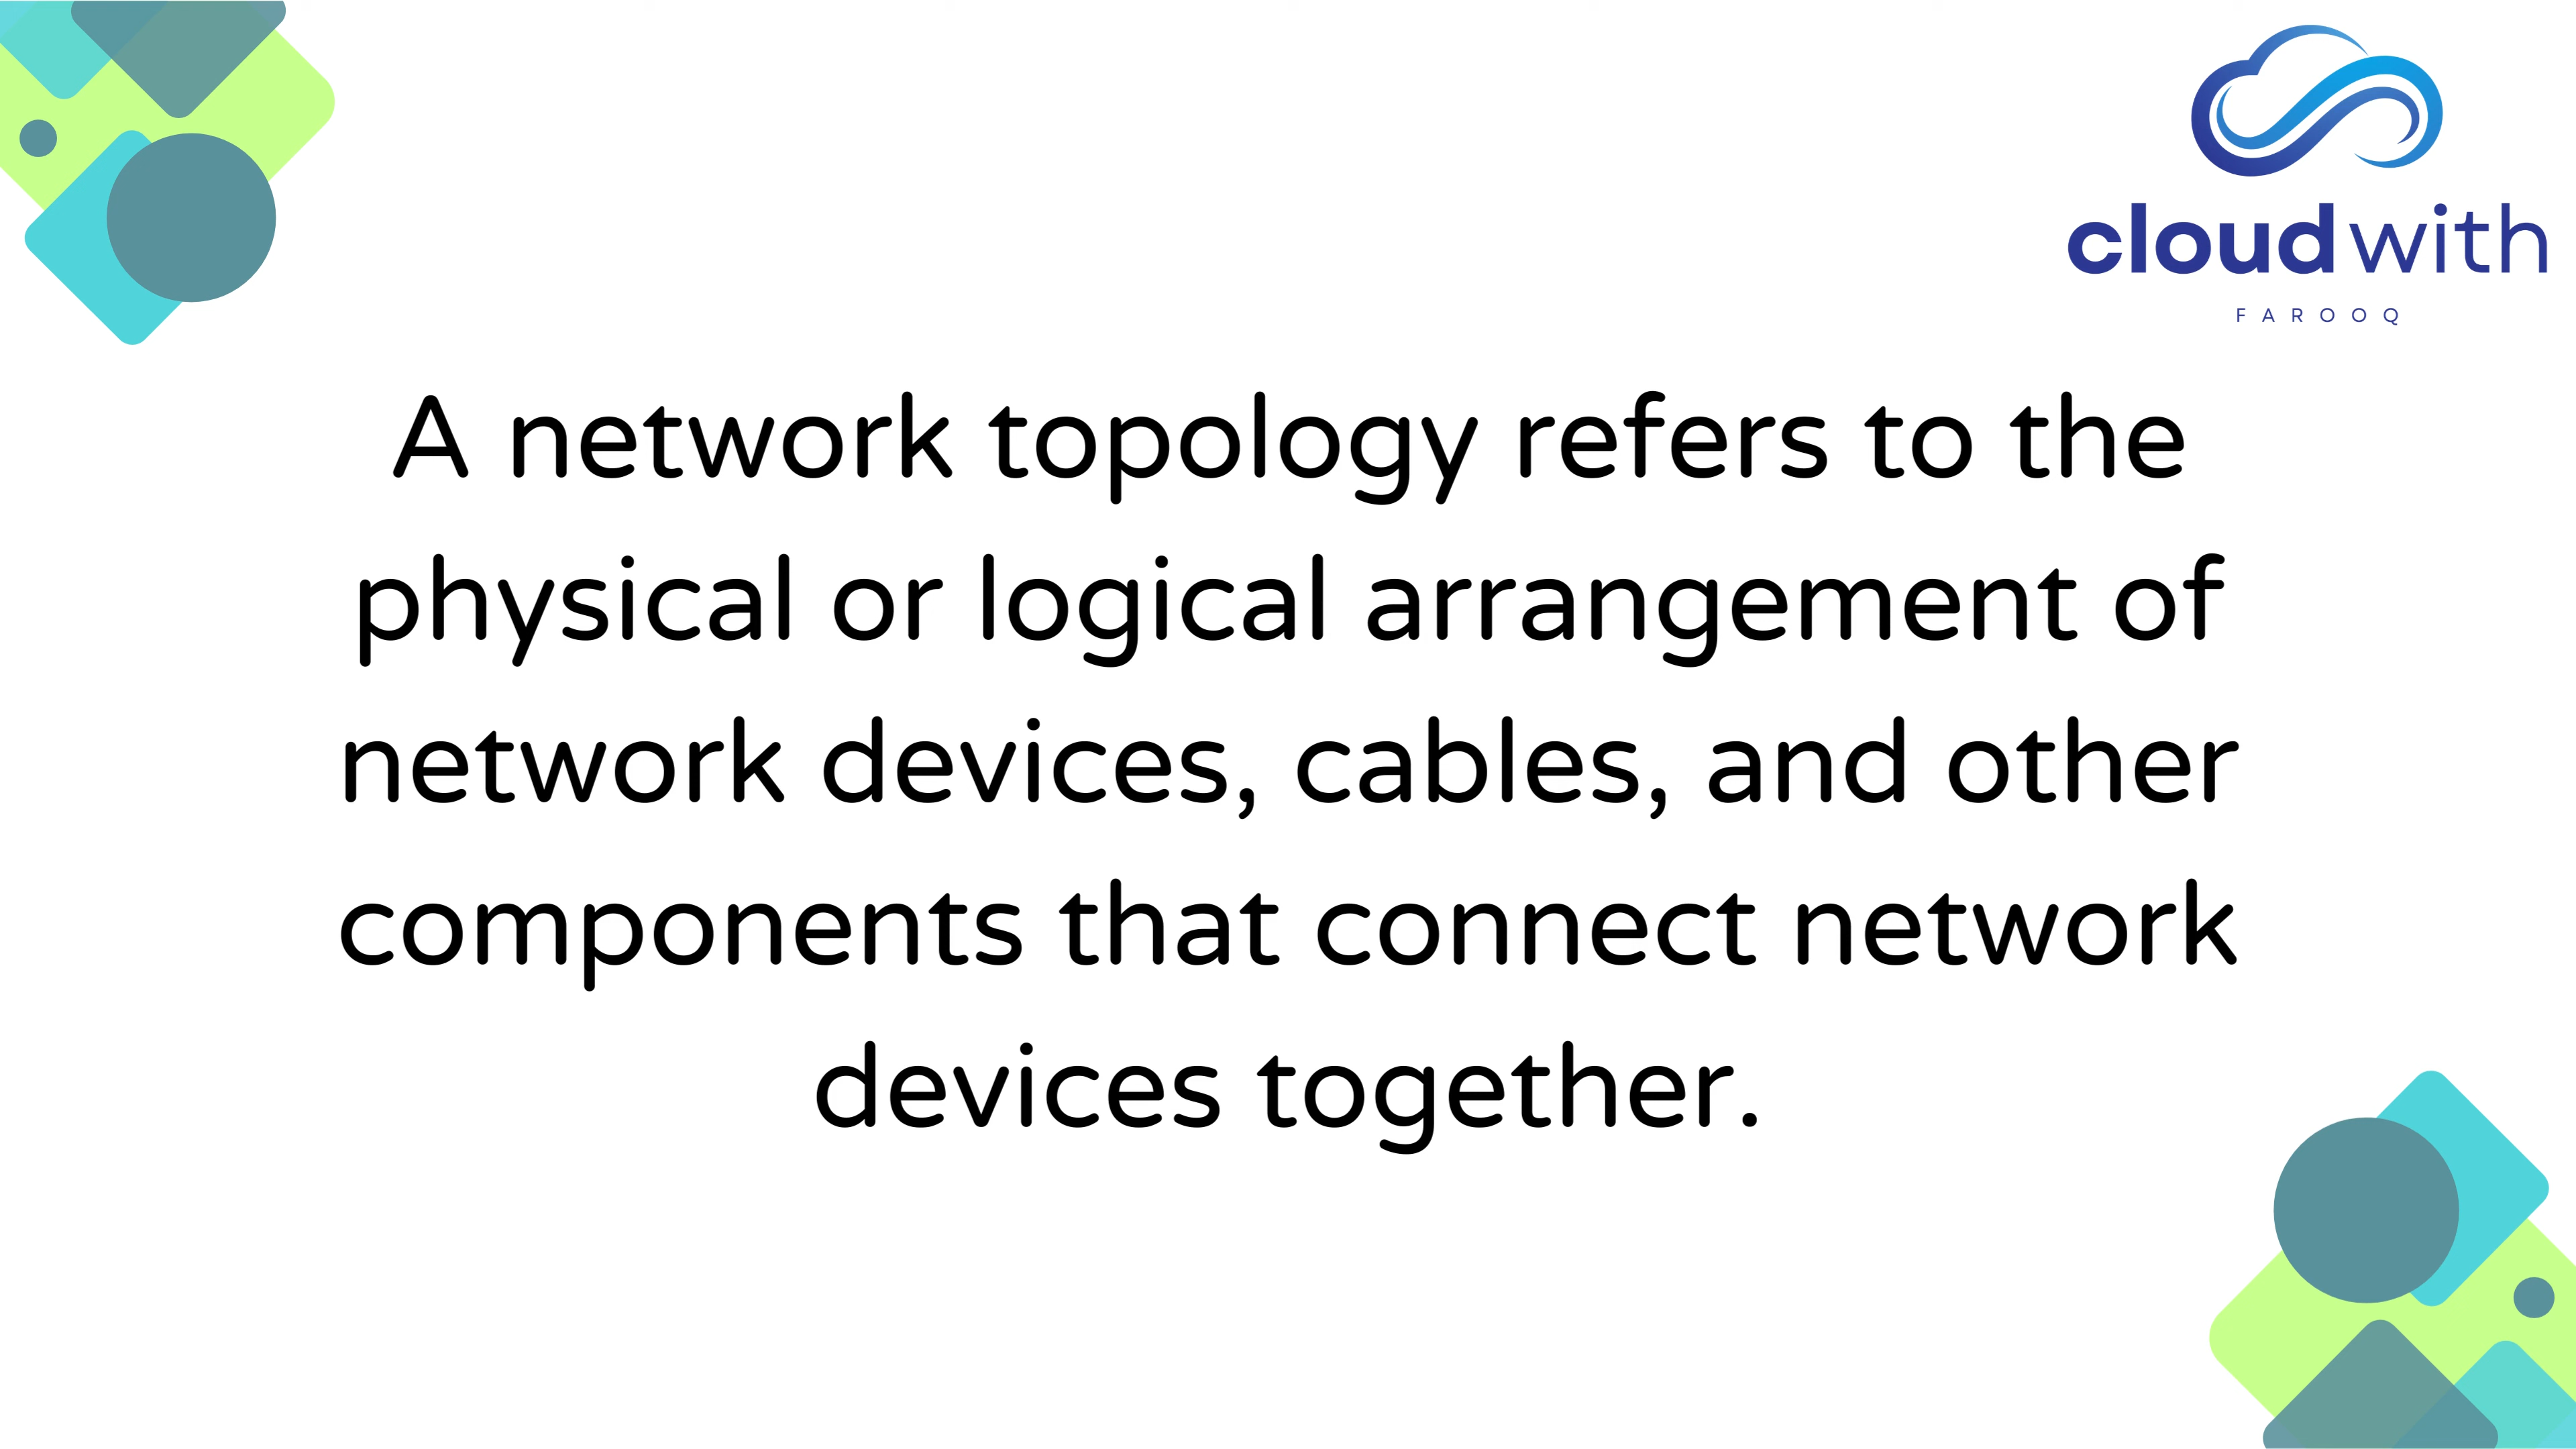 cloudwith
FAROOQ
A network topology refers to the
physical or logical arrangement of
network devices, cables, and other
components that connect network
devices together.